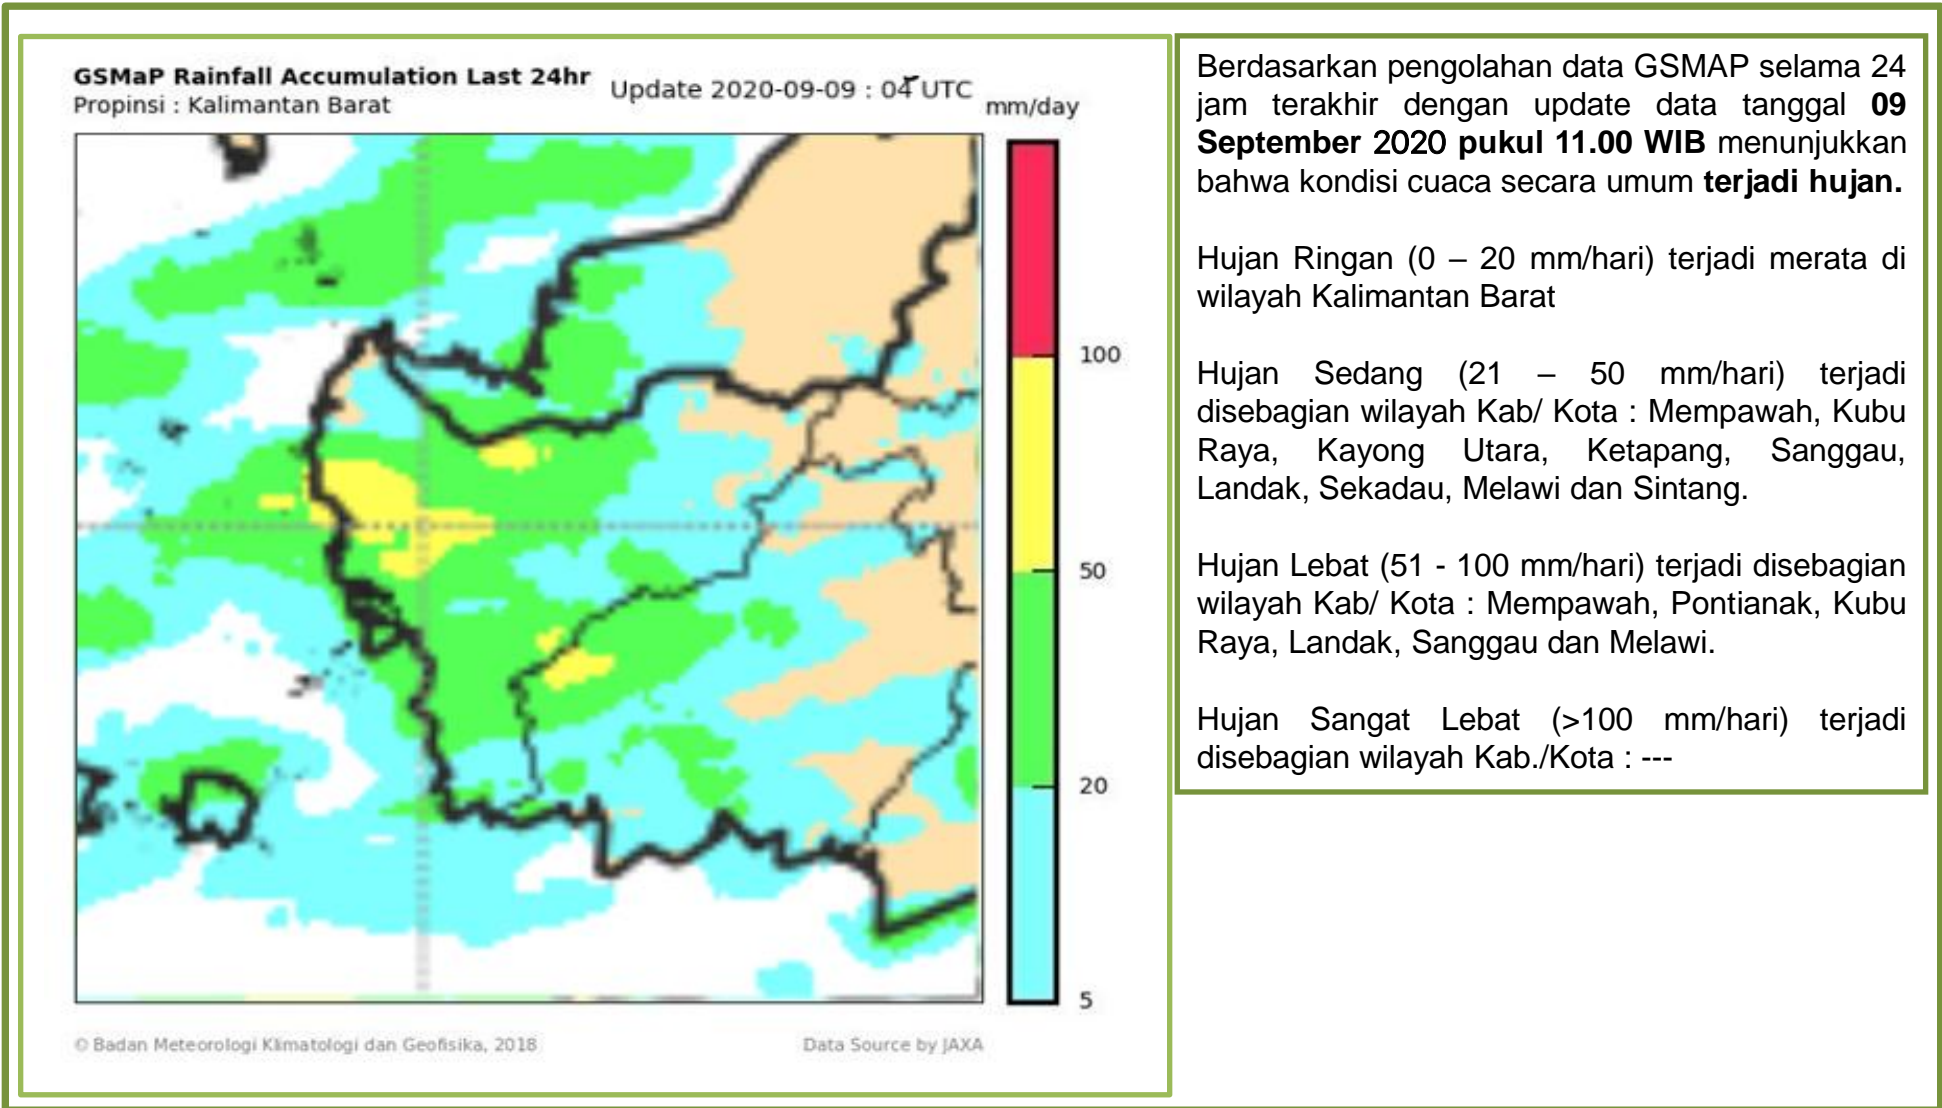 GSMaP Rainfall Accumulation Last 24hr
Propinsi : Kalimantan Barat
Update 2020-09-09 : 04 UTC
mm/day
100
50
20
5
© Badan Meteorologi Klimatologi dan Geofisika, 2018
Data Source by JAXA
Berdasarkan pengolahan data GSMAP selama 24
jam terakhir dengan update data tanggal 09
September 2020 pukul 11.00 WIB menunjukkan
bahwa kondisi cuaca secara umum terjadi hujan.
Hujan Ringan (0 – 20 mm/hari) terjadi merata di
wilayah Kalimantan Barat
Hujan Sedang (21 – 50 mm/hari) terjadi
disebagian wilayah Kab/ Kota : Mempawah, Kubu
Raya, Kayong Utara, Ketapang, Sanggau,
Landak, Sekadau, Melawi dan Sintang.
Hujan Lebat (51 - 100 mm/hari) terjadi disebagian
wilayah Kab/ Kota : Mempawah, Pontianak, Kubu
Raya, Landak, Sanggau dan Melawi.
Hujan Sangat Lebat (>100 mm/hari) terjadi
disebagian wilayah Kab./Kota : ---